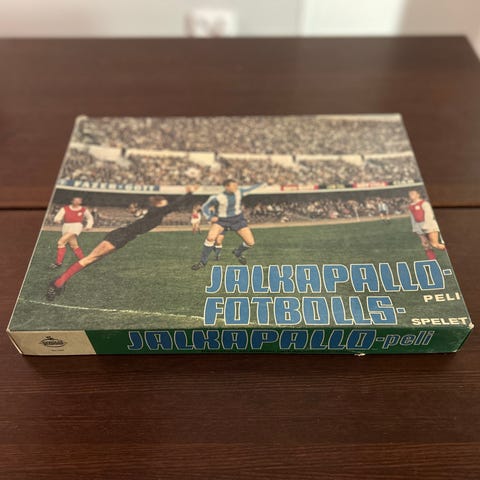 JALKAPALLO-
PELI
FOTBOLLS-
SPELET
JALKAPALLO-peli